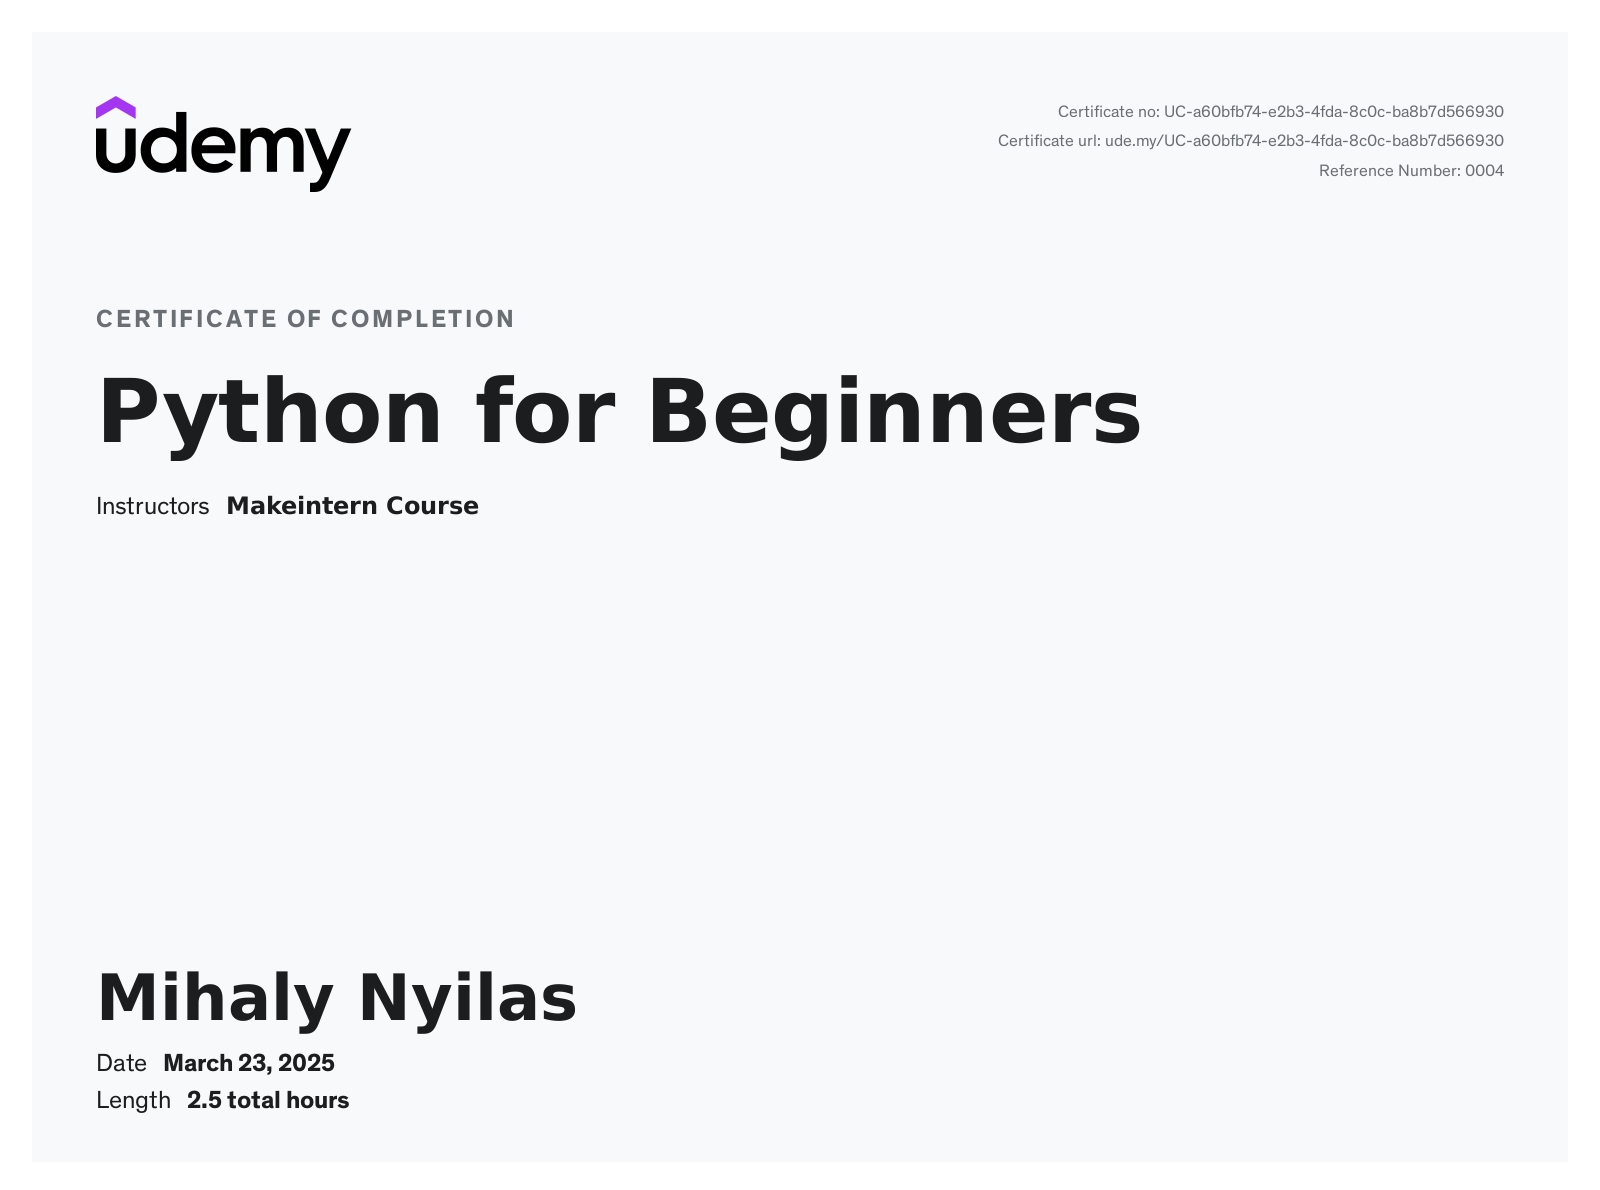 udemy
Certificate no: UC-a60bfb74-e2b3-4fda-8c0c-ba8b7d566930
Certificate url: ude.my/UC-a60bfb74-e2b3-4fda-8c0c-ba8b7d566930
Reference Number: 0004
CERTIFICATE OF COMPLETION
Python for Beginners
Instructors Makeintern Course
Mihaly Nyilas
Date March 23, 2025
Length 2.5 total hours